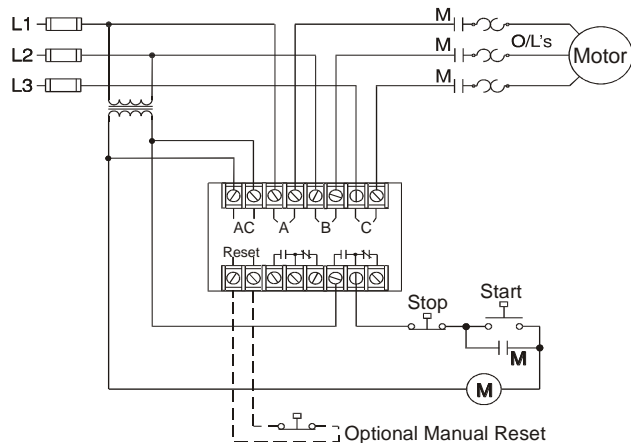 L1
L2
L3
M
M
M
O/L's
Motor
AC A B C
Reset
Stop
Start
M
M
Optional Manual Reset